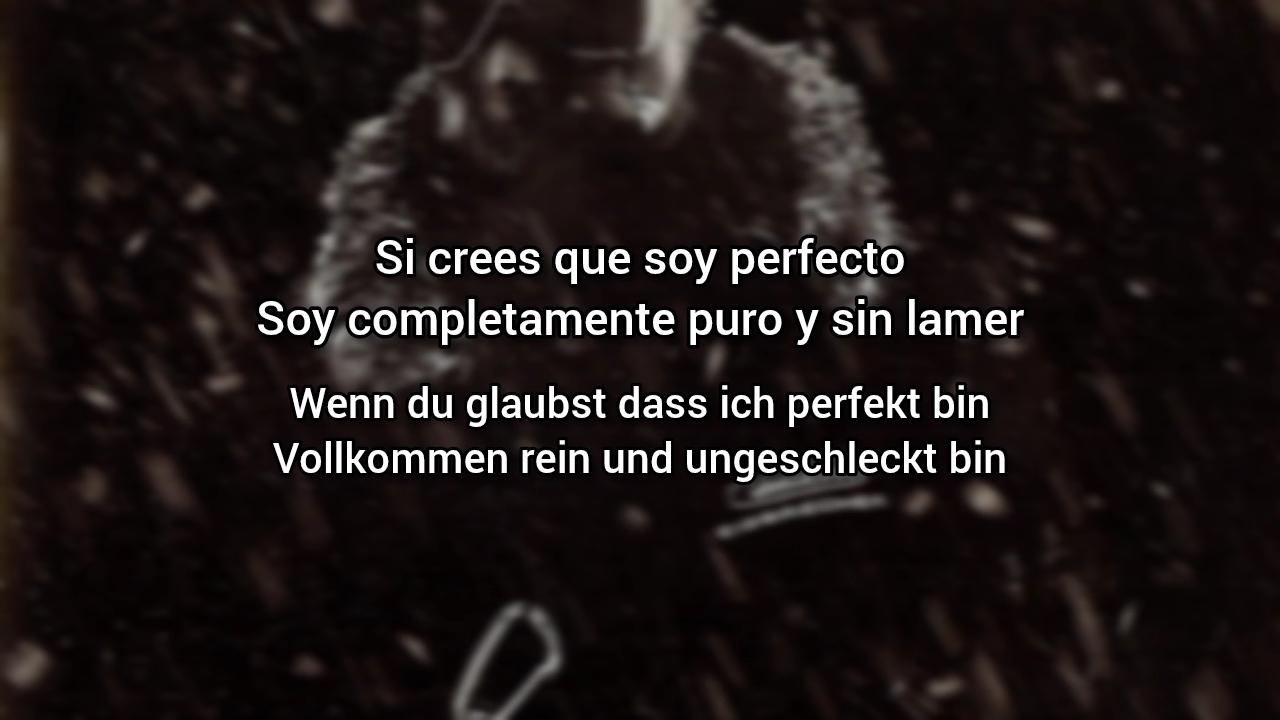 Si crees que soy perfecto
Soy completamente puro y sin lamer
Wenn du glaubst dass ich perfekt bin
Vollkommen rein und ungeschleckt bin